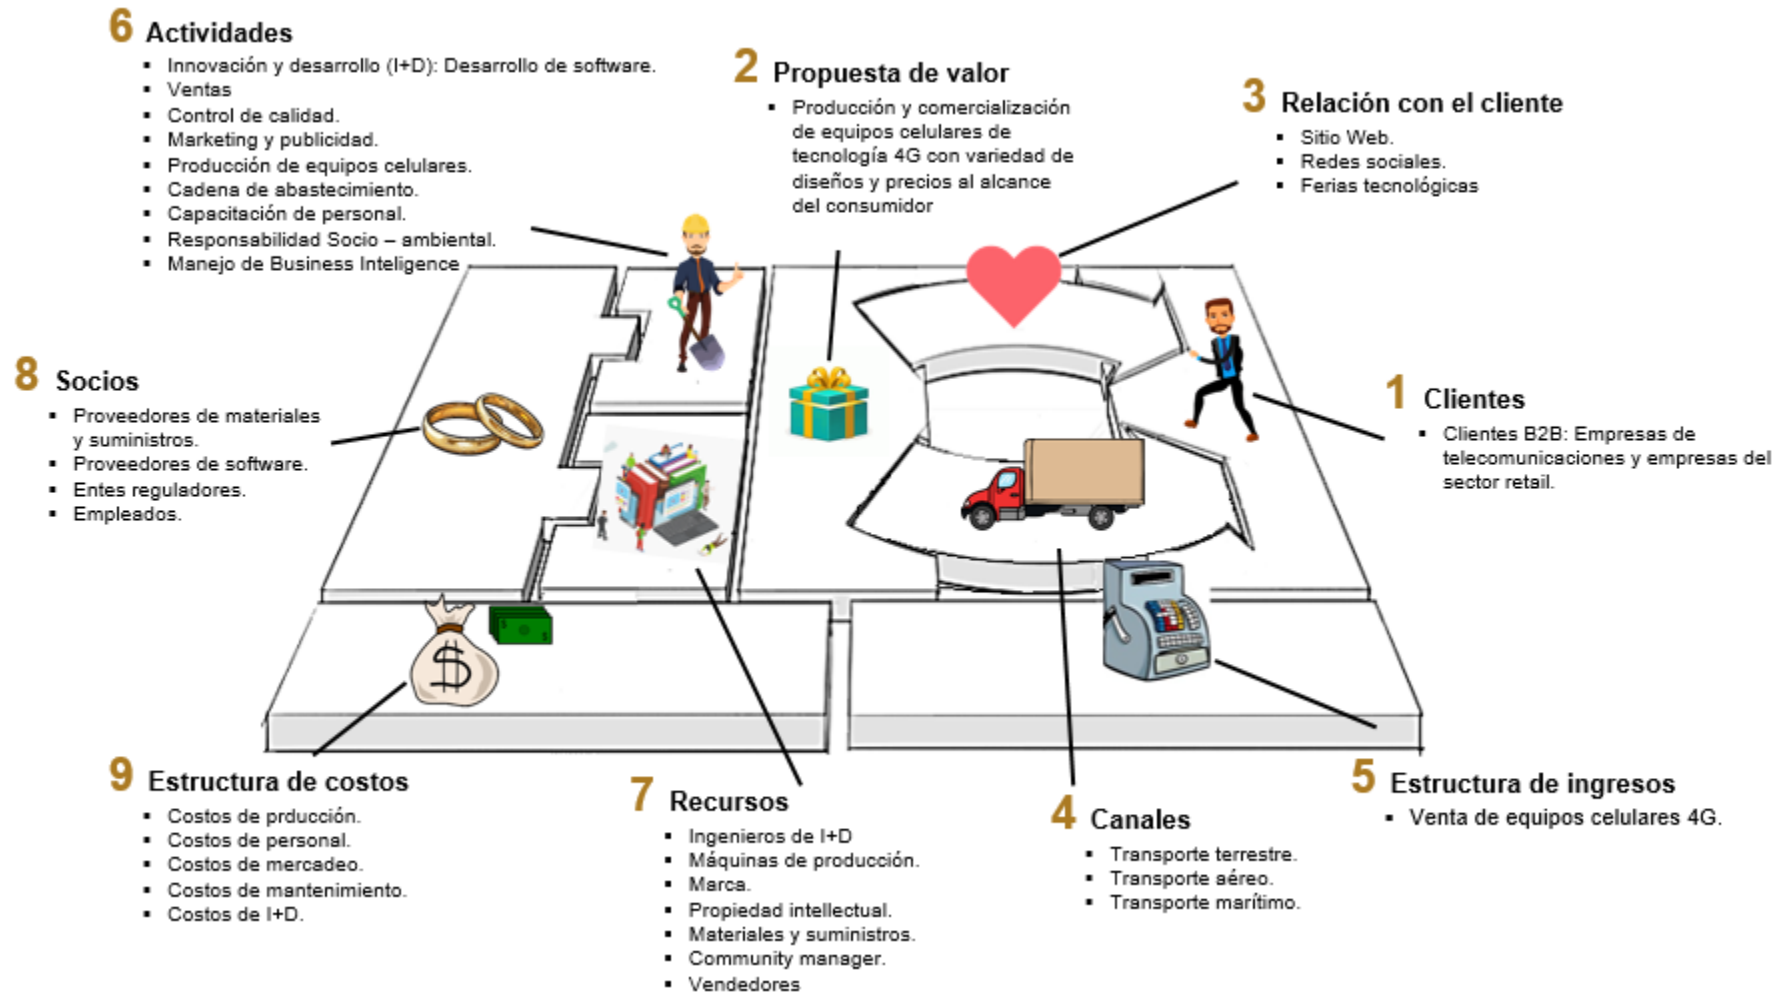 6 Actividades
▪ Innovación y desarrollo (I+D): Desarrollo de software.
▪ Ventas
▪ Control de calidad.
▪ Marketing y publicidad.
▪ Producción de equipos celulares.
▪ Cadena de abastecimiento.
▪ Capacitación de personal.
▪ Responsabilidad Socio – ambiental.
▪ Manejo de Business Inteligence
2 Propuesta de valor
▪ Producción y comercialización
de equipos celulares de
tecnología 4G con variedad de
diseños y precios al alcance
del consumidor
3 Relación con el cliente
▪ Sitio Web.
▪ Redes sociales.
▪ Ferias tecnológicas
8 Socios
▪ Proveedores de materiales
y suministros.
▪ Proveedores de software.
▪ Entes reguladores.
▪ Empleados.
1 Clientes
▪ Clientes B2B: Empresas de
telecomunicaciones y empresas del
sector retail.
$
9 Estructura de costos
▪ Costos de prducción.
▪ Costos de personal.
▪ Costos de mercadeo.
▪ Costos de mantenimiento.
▪ Costos de I+D.
7 Recursos
▪ Ingenieros de I+D
▪ Máquinas de producción.
▪ Marca.
▪ Propiedad intellectual.
▪ Materiales y suministros.
▪ Community manager.
▪ Vendedores
4 Canales
▪ Transporte terrestre.
▪ Transporte aéreo.
▪ Transporte marítimo.
5 Estructura de ingresos
▪ Venta de equipos celulares 4G.